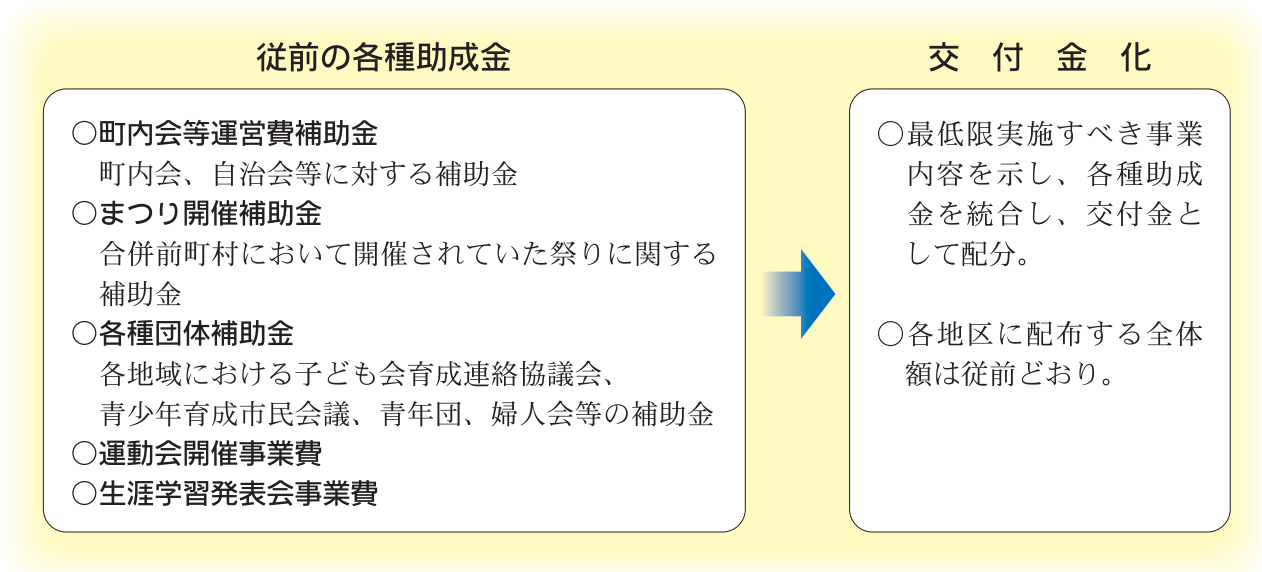 従前の各種助成金
○町内会等運営費補助金
町内会、自治会等に対する補助金
○まつり開催補助金
合併前町村において開催されていた祭りに関する
補助金
○各種団体補助金
各地域における子ども会育成連絡協議会、
青少年育成市民会議、青年団、婦人会等の補助金
○運動会開催事業費
○生涯学習発表会事業費
交 付 金 化
○最低限実施すべき事業
内容を示し、各種助成
金を統合し、交付金と
して配分。
○各地区に配布する全体
額は従前どおり。